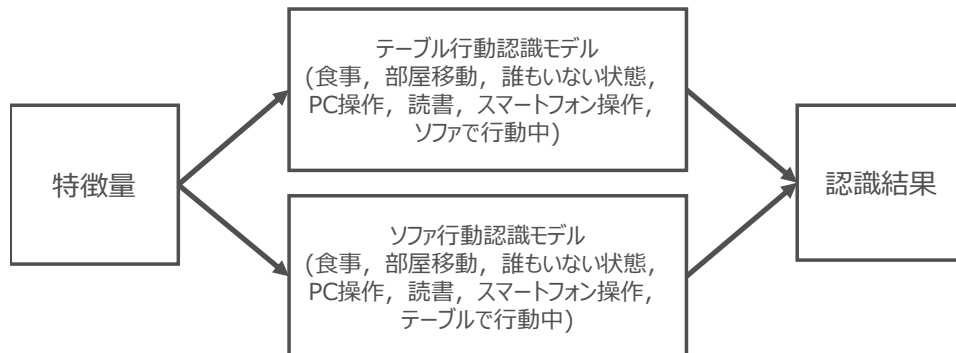 特徴量
テーブル行動認識モデル
(食事，部屋移動，誰もいない状態，
PC操作，読書，スマートフォン操作，
ソファで行動中)
ソファ行動認識モデル
(食事，部屋移動，誰もいない状態，
PC操作，読書，スマートフォン操作，
テーブルで行動中)
認識結果